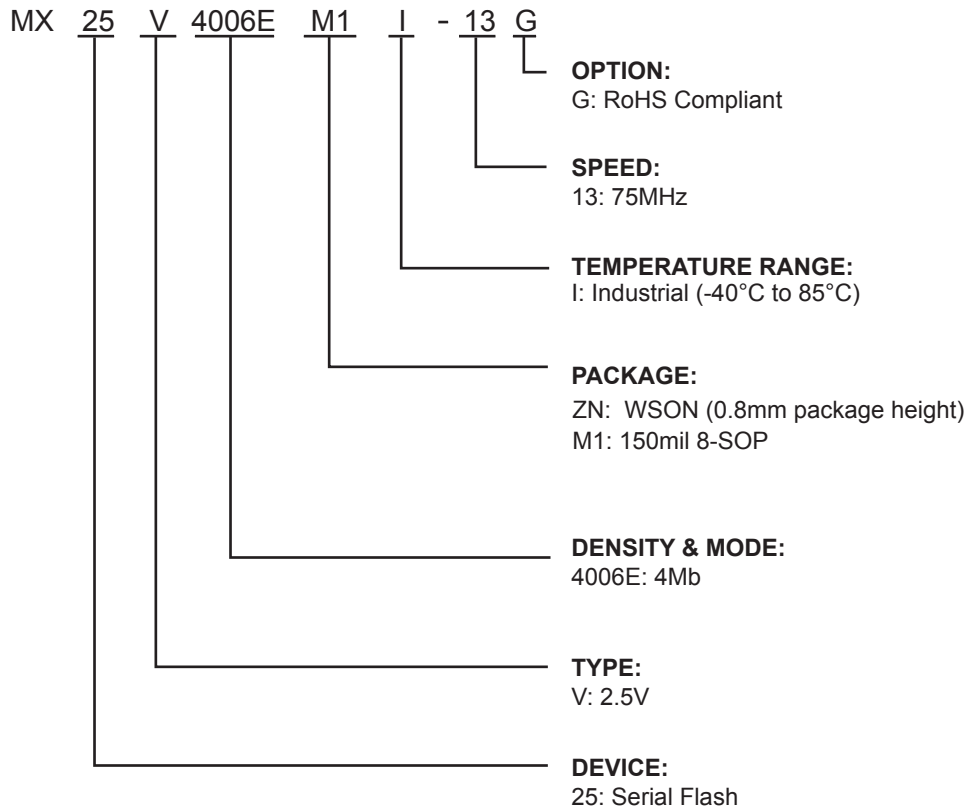 MX 25 V 4006E M1 I - 13 G
OPTION:
G: RoHS Compliant
SPEED:
13: 75MHz
TEMPERATURE RANGE:
I: Industrial (-40°C to 85°C)
PACKAGE:
ZN: WSON (0.8mm package height)
M1: 150mil 8-SOP
DENSITY & MODE:
4006E: 4Mb
TYPE:
V: 2.5V
DEVICE:
25: Serial Flash